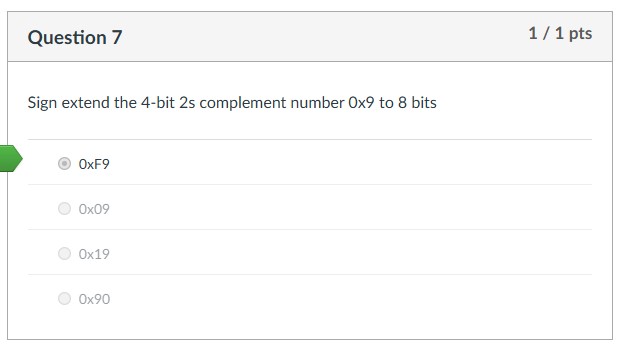 Question 7
1 / 1 pts
Sign extend the 4-bit 2s complement number 0x9 to 8 bits
0xF9
0x09
0x19
0x90